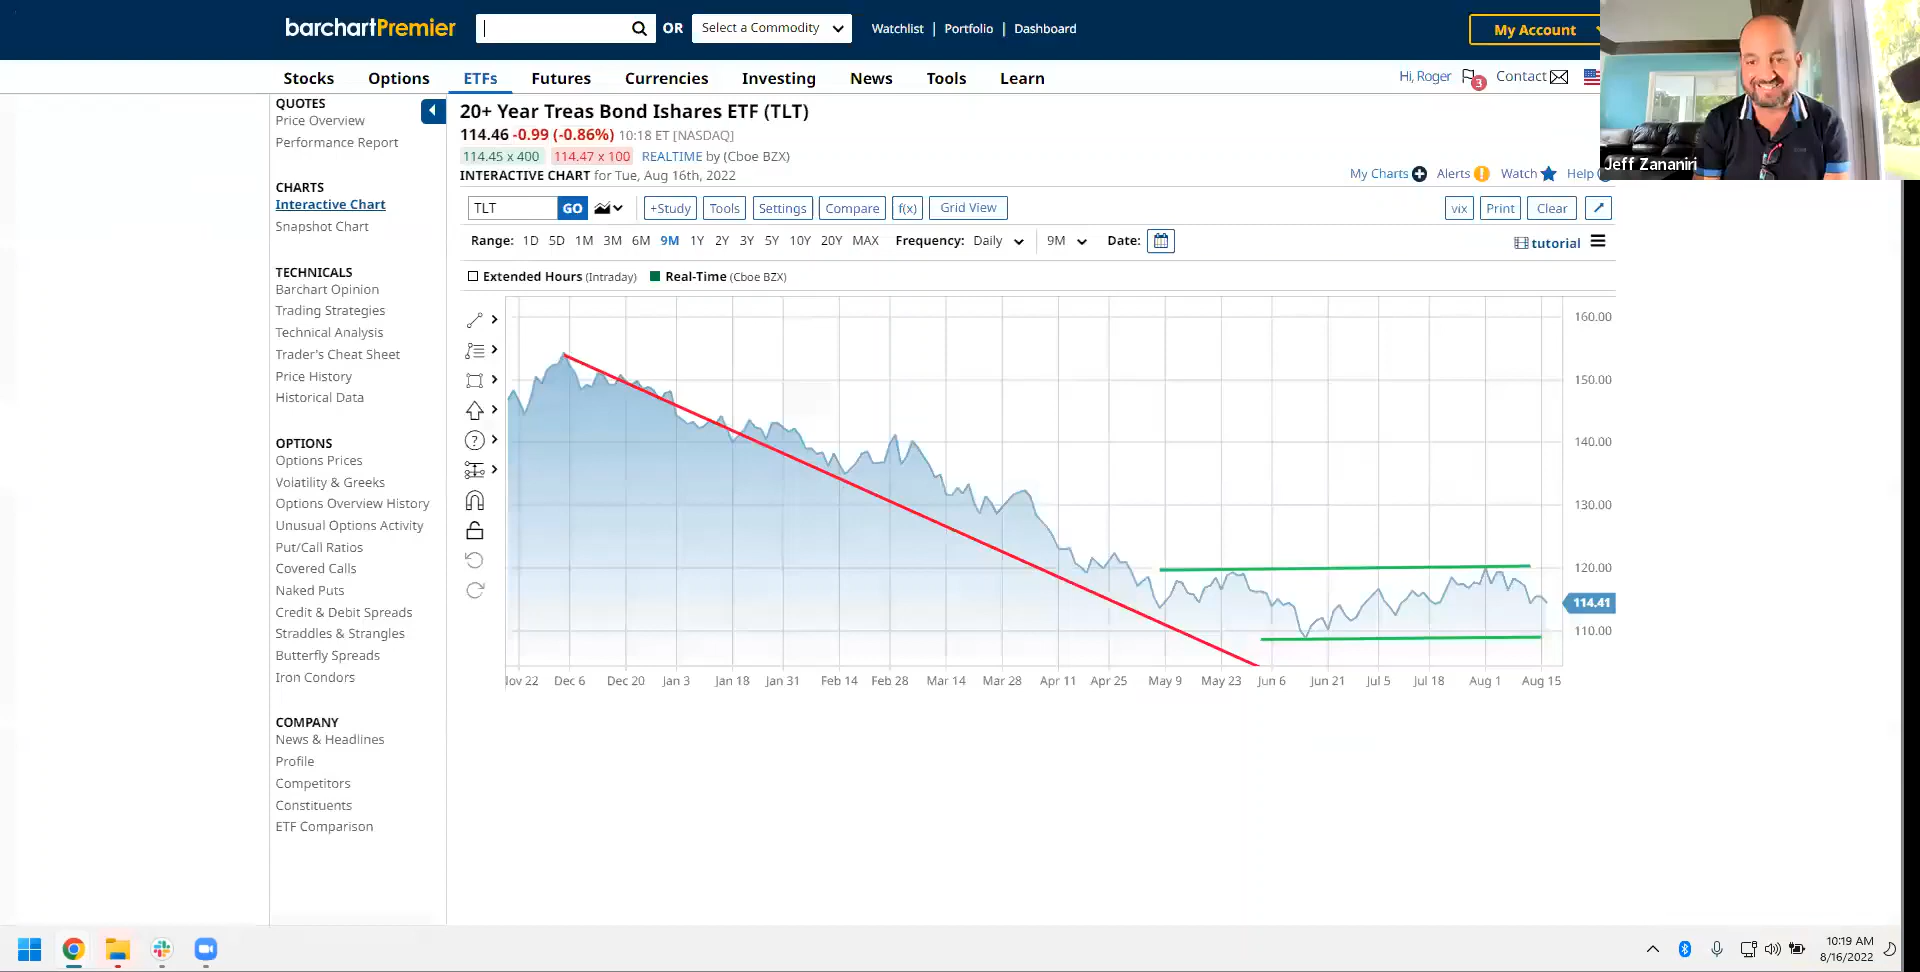 barchartPremier
OR
Select a Commodity
Watchlist | Portfolio | Dashboard
My Account
Stocks Options ETFs Futures Currencies Investing News Tools Learn
Hi, Roger
3
Contact
Jeff Zananiri
QUOTES
Price Overview
Performance Report
CHARTS
Interactive Chart
Snapshot Chart
TECHNICALS
Barchart Opinion
Trading Strategies
Technical Analysis
Trader's Cheat Sheet
Price History
Historical Data
OPTIONS
Options Prices
Volatility & Greeks
Options Overview History
Unusual Options Activity
Put/Call Ratios
Covered Calls
Naked Puts
Credit & Debit Spreads
Straddles & Strangles
Butterfly Spreads
Iron Condors
COMPANY
News & Headlines
Profile
Competitors
Constituents
ETF Comparison
20+ Year Treas Bond Ishares ETF (TLT)
114.46 -0.99 (-0.86%) 10:18 ET [NASDAQ]
114.45 x 400 114.47 x 100 REALTIME by (Cboe BZX)
INTERACTIVE CHART for Tue, Aug 16th, 2022
My Charts Alerts Watch Help
TLT GO +Study Tools Settings Compare f(x) Grid View vix Print Clear
Range: 1D 5D 1M 3M 6M 9M 1Y 2Y 3Y 5Y 10Y 20Y MAX Frequency: Daily 9M Date:
tutorial
Extended Hours (Intraday) Real-Time (Cboe BZX)
160.00
150.00
140.00
130.00
120.00
114.41
110.00
lov 22 Dec 6 Dec 20 Jan 3 Jan 18 Jan 31 Feb 14 Feb 28 Mar 14 Mar 28 Apr 11 Apr 25 May 9 May 23 Jun 6 Jun 21 Jul 5 Jul 18 Aug 1 Aug 15
10:19 AM
8/16/2022